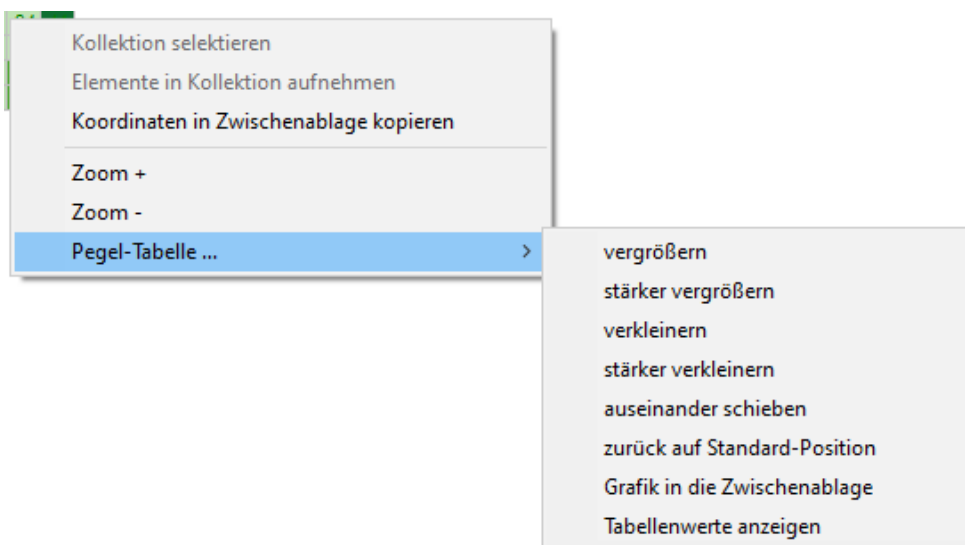 Kollektion selektieren
Elemente in Kollektion aufnehmen
Koordinaten in Zwischenablage kopieren
Zoom +
Zoom -
Pegel-Tabelle ...
vergrößern
stärker vergrößern
verkleinern
stärker verkleinern
auseinander schieben
zurück auf Standard-Position
Grafik in die Zwischenablage
Tabellenwerte anzeigen